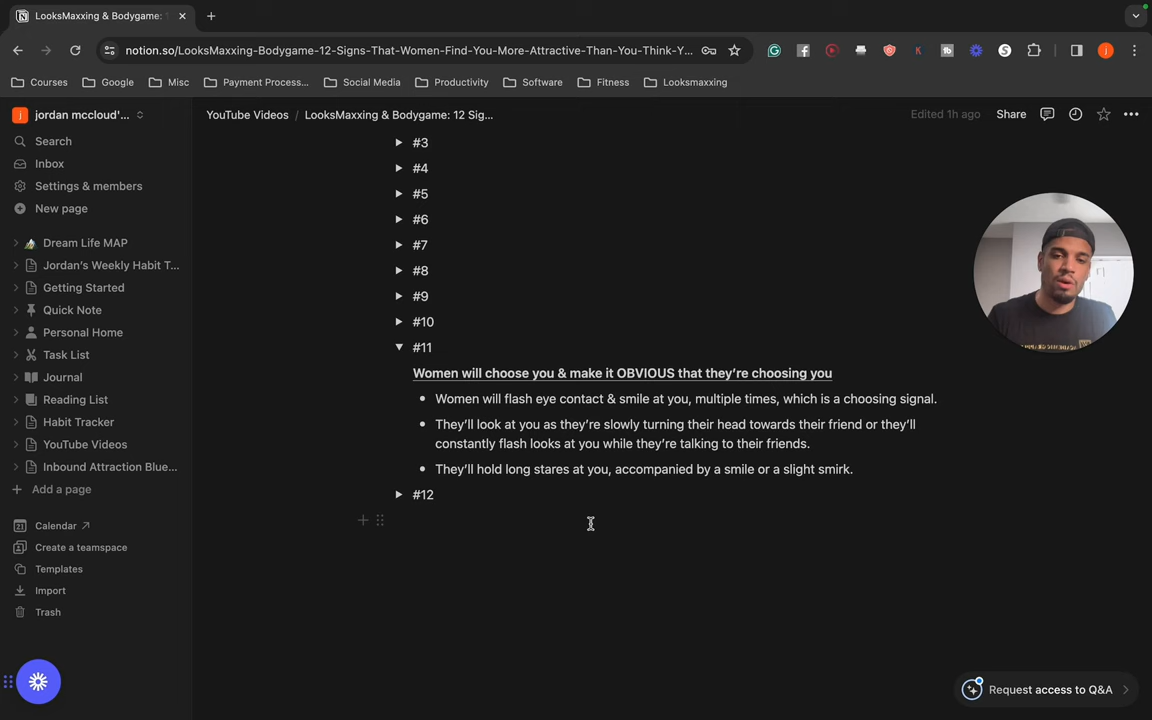 LooksMaxxing & Bodygame:
notion.so/LooksMaxxing-Bodygame-12-Signs-That-Women-Find-You-More-Attractive-Than-You-Think-Y...
Courses
Google
Misc
Payment Process...
Social Media
Productivity
Software
Fitness
Looksmaxxing
jordan mccloud'...
YouTube Videos / LooksMaxxing & Bodygame: 12 Sig...
Edited 1h ago
Share
Search
Inbox
Settings & members
New page
Dream Life MAP
Jordan's Weekly Habit T...
Getting Started
Quick Note
Personal Home
Task List
Journal
Reading List
Habit Tracker
YouTube Videos
Inbound Attraction Blue...
Add a page
Calendar ↗
Create a teamspace
Templates
Import
Trash
#3
#4
#5
#6
#7
#8
#9
#10
#11
Women will choose you & make it OBVIOUS that they're choosing you
• Women will flash eye contact & smile at you, multiple times, which is a choosing signal.
• They'll look at you as they're slowly turning their head towards their friend or they'll
constantly flash looks at you while they're talking to their friends.
• They'll hold long stares at you, accompanied by a smile or a slight smirk.
#12
Request access to Q&A